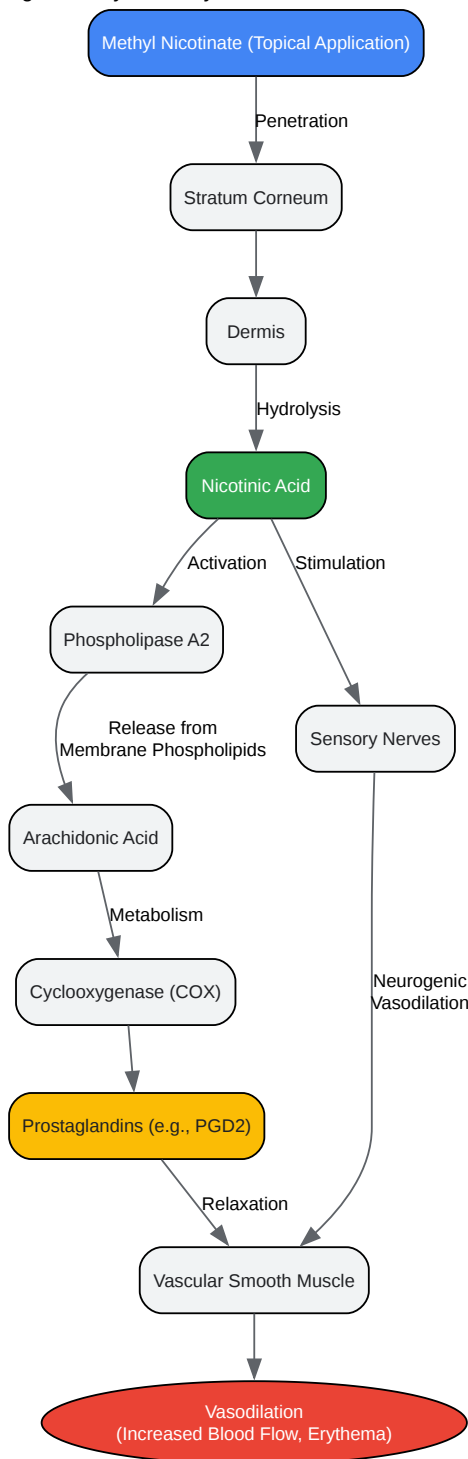 Methyl Nicotinate (Topical Application)
Penetration
Stratum Corneum
Dermis
Hydrolysis
Nicotinic Acid
Activation
Stimulation
Phospholipase A2
Release from
Membrane Phospholipids
Sensory Nerves
Arachidonic Acid
Metabolism
Cyclooxygenase (COX)
Neurogenic
Vasodilation
Prostaglandins (e.g., PGD2)
Relaxation
Vascular Smooth Muscle
Vasodilation
(Increased Blood Flow, Erythema)